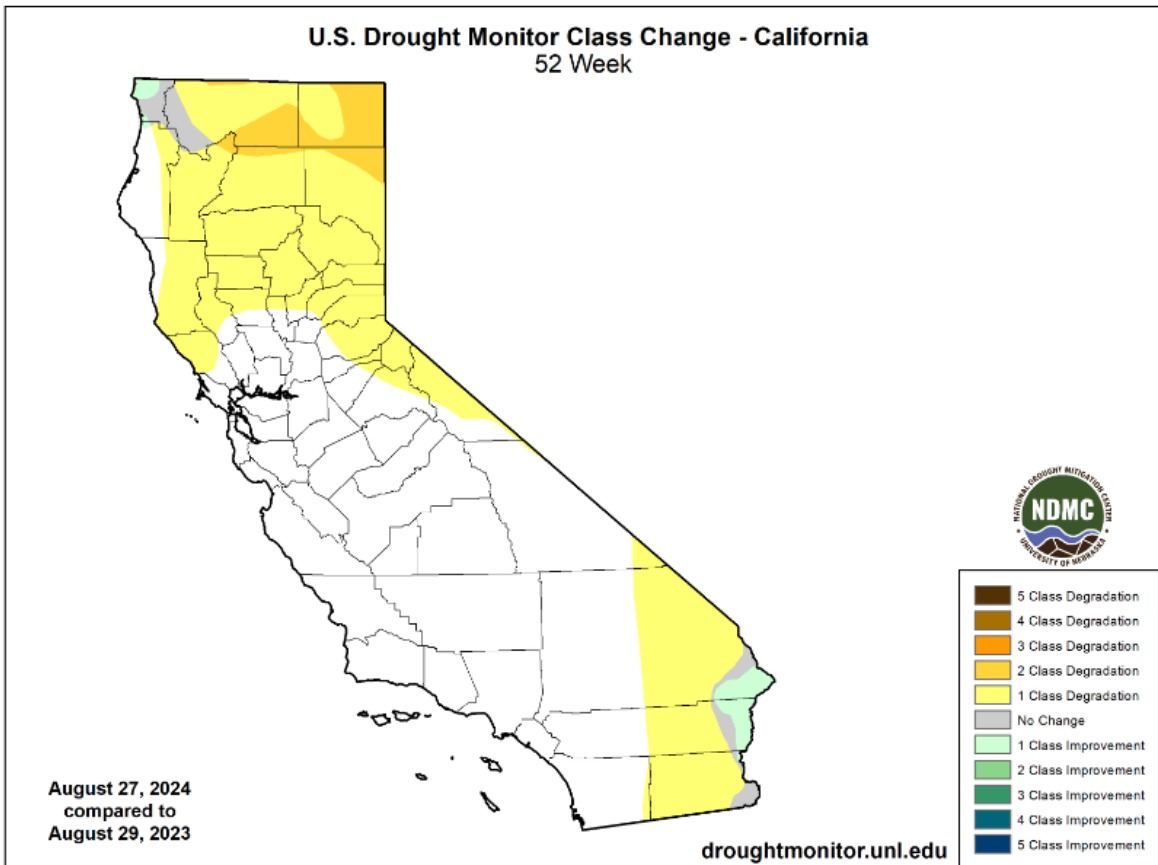 U.S. Drought Monitor Class Change - California
52 Week
NATIONAL DROUGHT MITIGATION CENTER
NDMC
UNIVERSITY OF NEBRASKA
5 Class Degradation
4 Class Degradation
3 Class Degradation
2 Class Degradation
1 Class Degradation
No Change
1 Class Improvement
2 Class Improvement
3 Class Improvement
4 Class Improvement
5 Class Improvement
August 27, 2024
compared to
August 29, 2023
droughtmonitor.unl.edu